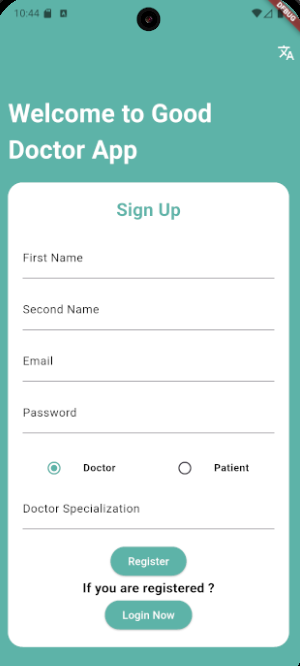 10:44
DEBUG
Welcome to Good
Doctor App
Sign Up
First Name
Second Name
Email
Password
Doctor
Patient
Doctor Specialization
Register
If you are registered ?
Login Now